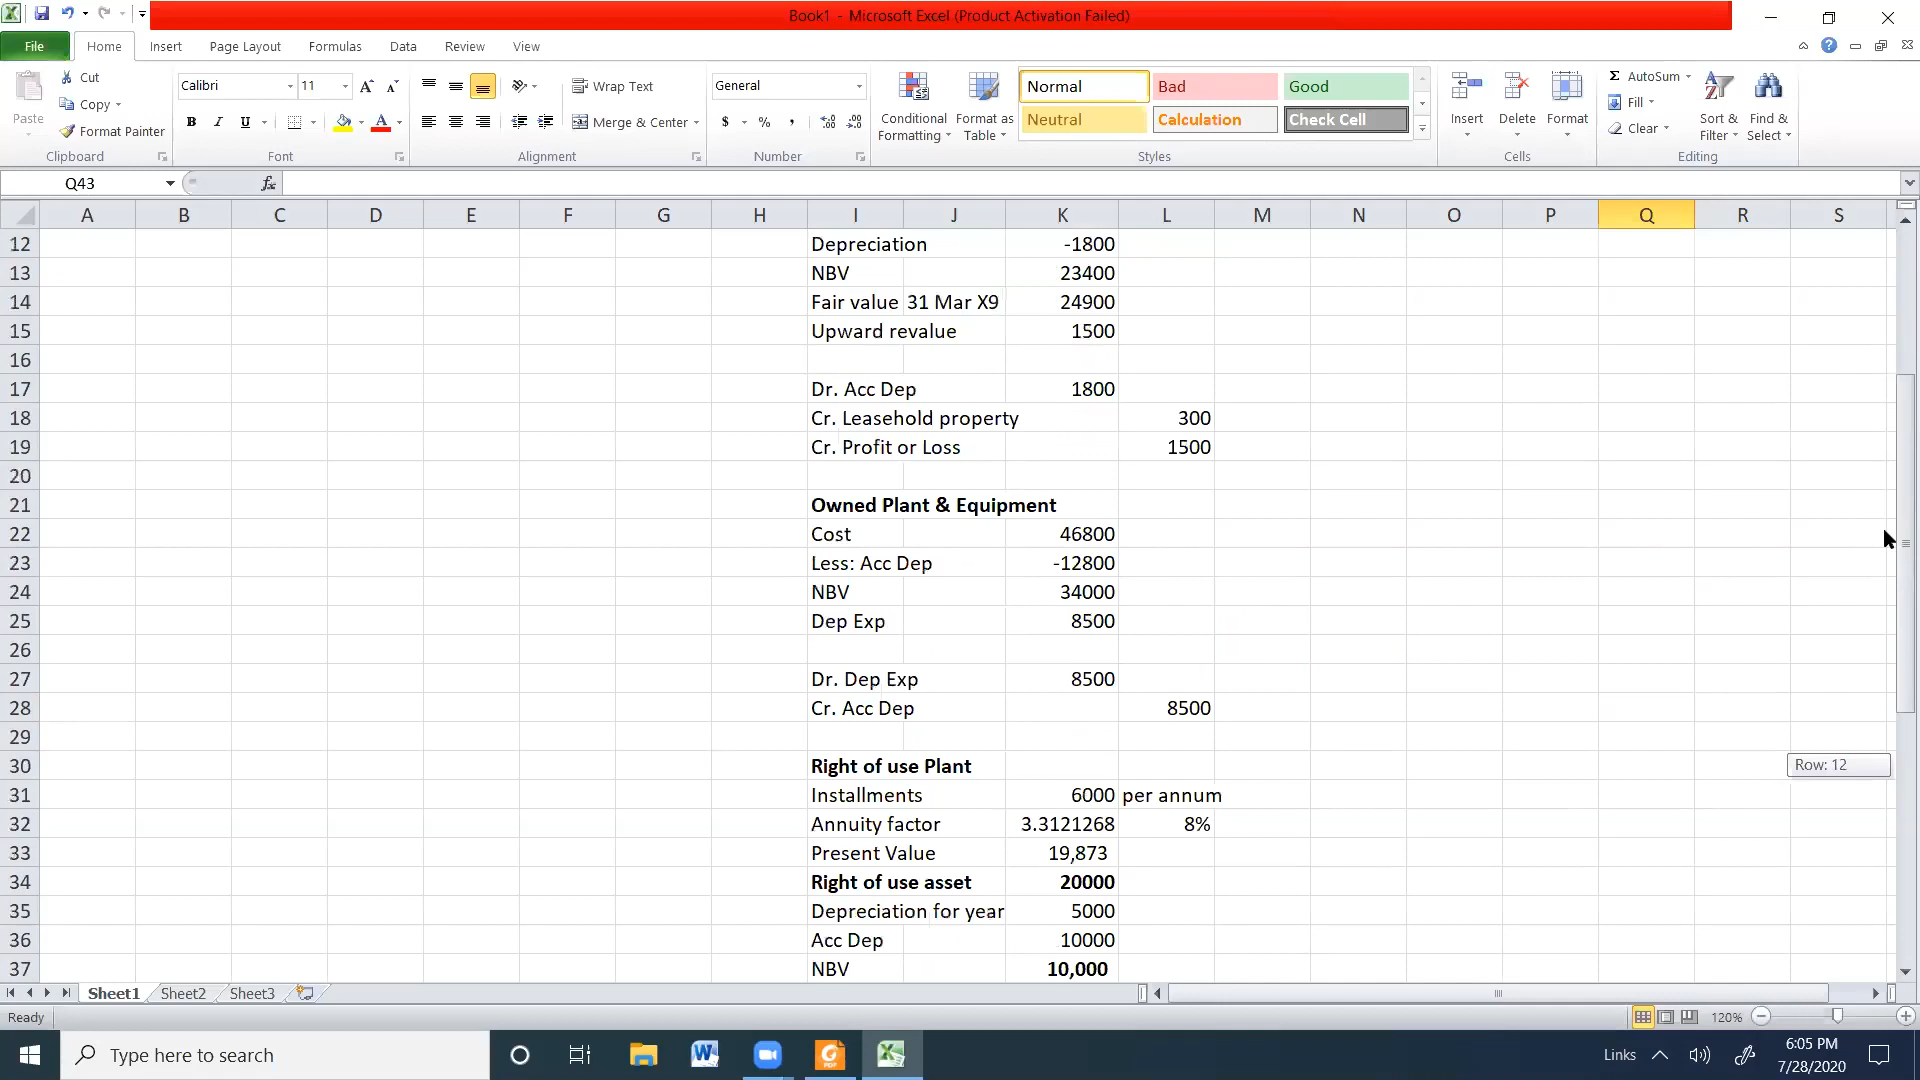 Book1 - Microsoft Excel (Product Activation Failed)
File Home Insert Page Layout Formulas Data Review View
Paste
Cut
Copy
Format Painter
Clipboard
Calibri 11
B I U
Font
Wrap Text
Merge & Center
Alignment
General
$ % ,
Number
Conditional Formatting
Format as Table
Normal Bad Good
Neutral Calculation Check Cell
Styles
Insert Delete Format
Cells
Σ AutoSum
Fill
Clear
Sort & Filter
Find & Select
Editing
Q43 fx
A B C D E F G H I J K L M N O P Q R S
12 Depreciation -1800
13 NBV 23400
14 Fair value 31 Mar X9 24900
15 Upward revalue 1500
16
17 Dr. Acc Dep 1800
18 Cr. Leasehold property 300
19 Cr. Profit or Loss 1500
20
21 Owned Plant & Equipment
22 Cost 46800
23 Less: Acc Dep -12800
24 NBV 34000
25 Dep Exp 8500
26
27 Dr. Dep Exp 8500
28 Cr. Acc Dep 8500
29
30 Right of use Plant Row: 12
31 Installments 6000 per annum
32 Annuity factor 3.3121268 8%
33 Present Value 19,873
34 Right of use asset 20000
35 Depreciation for year 5000
36 Acc Dep 10000
37 NBV 10,000
Sheet1 Sheet2 Sheet3
Ready 120%
Type here to search Links 6:05 PM
7/28/2020